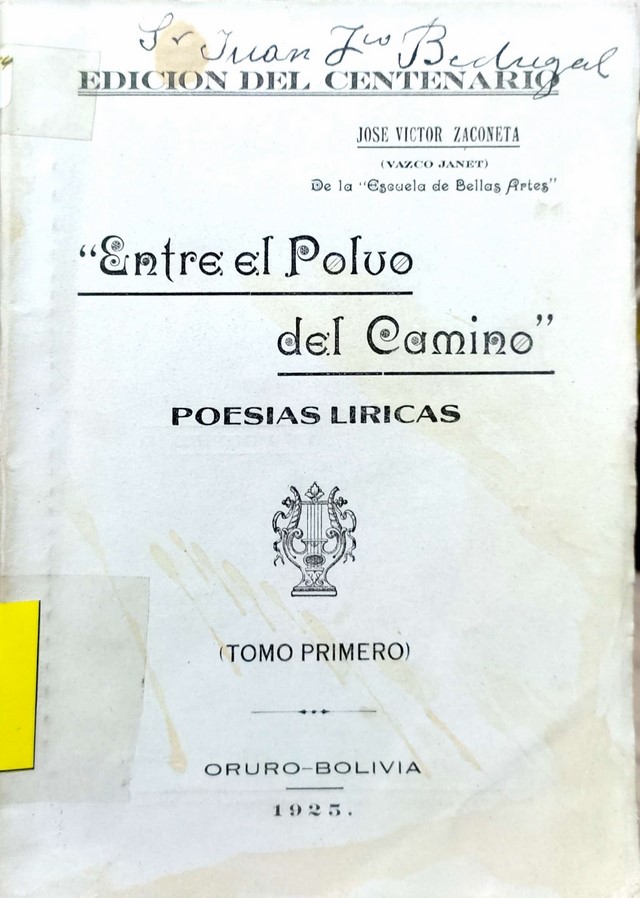 Sr Juan Fco Bedregal
EDICION DEL CENTENARIO
JOSE VICTOR ZACONETA
(VAZCO JANET)
De la "Escuela de Bellas Artes"
"Entre el Polvo
del Camino"
POESIAS LIRICAS
(TOMO PRIMERO)
ORURO-BOLIVIA
1925.